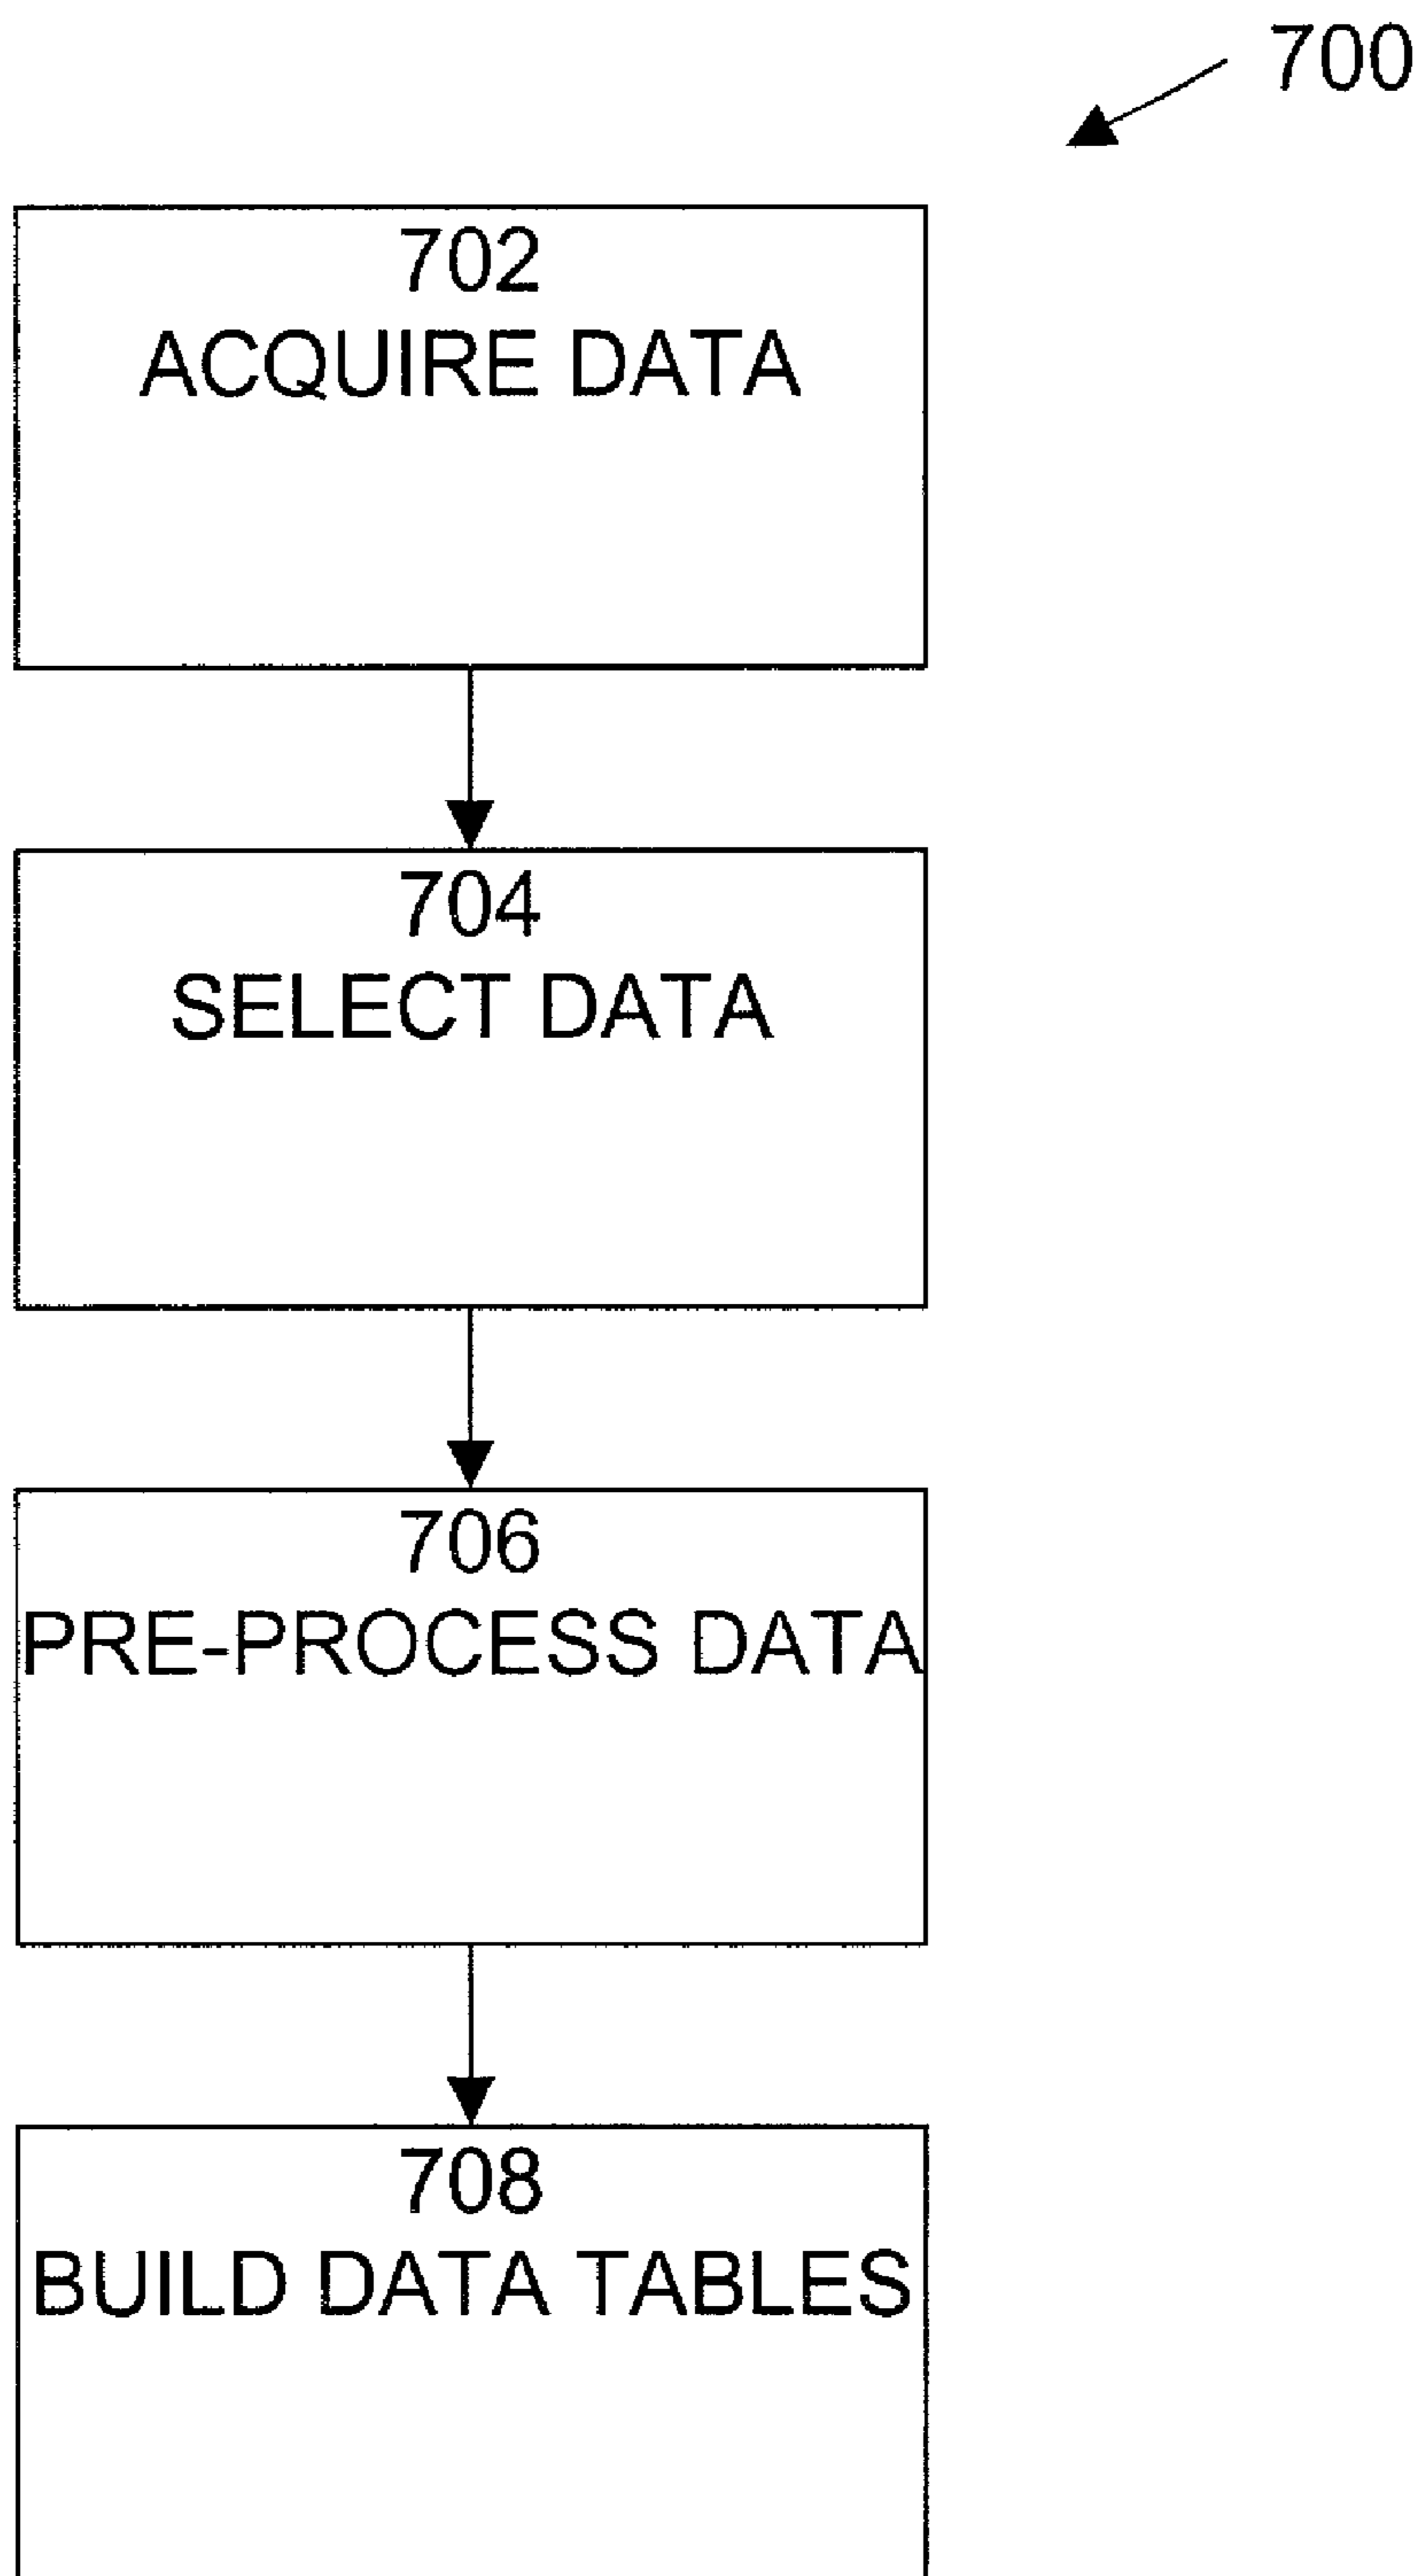 700
702
ACQUIRE DATA
704
SELECT DATA
706
PRE-PROCESS DATA
708
BUILD DATA TABLES